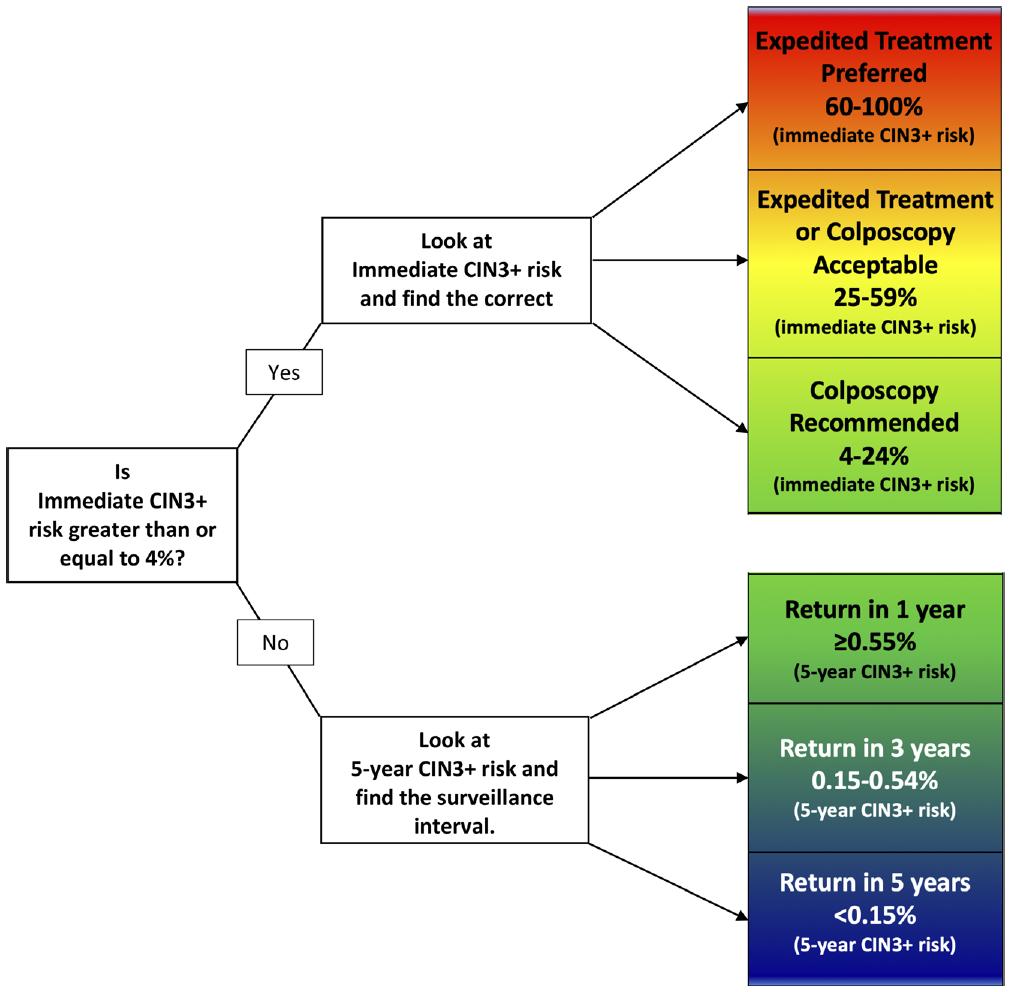 Is
Immediate CIN3+
risk greater than or
equal to 4%?
Yes
Look at
Immediate CIN3+ risk
and find the correct
Expedited Treatment
Preferred
60-100%
(immediate CIN3+ risk)
Expedited Treatment
or Colposcopy
Acceptable
25-59%
(immediate CIN3+ risk)
Colposcopy
Recommended
4-24%
(immediate CIN3+ risk)
No
Look at
5-year CIN3+ risk and
find the surveillance
interval.
Return in 1 year
≥0.55%
(5-year CIN3+ risk)
Return in 3 years
0.15-0.54%
(5-year CIN3+ risk)
Return in 5 years
<0.15%
(5-year CIN3+ risk)